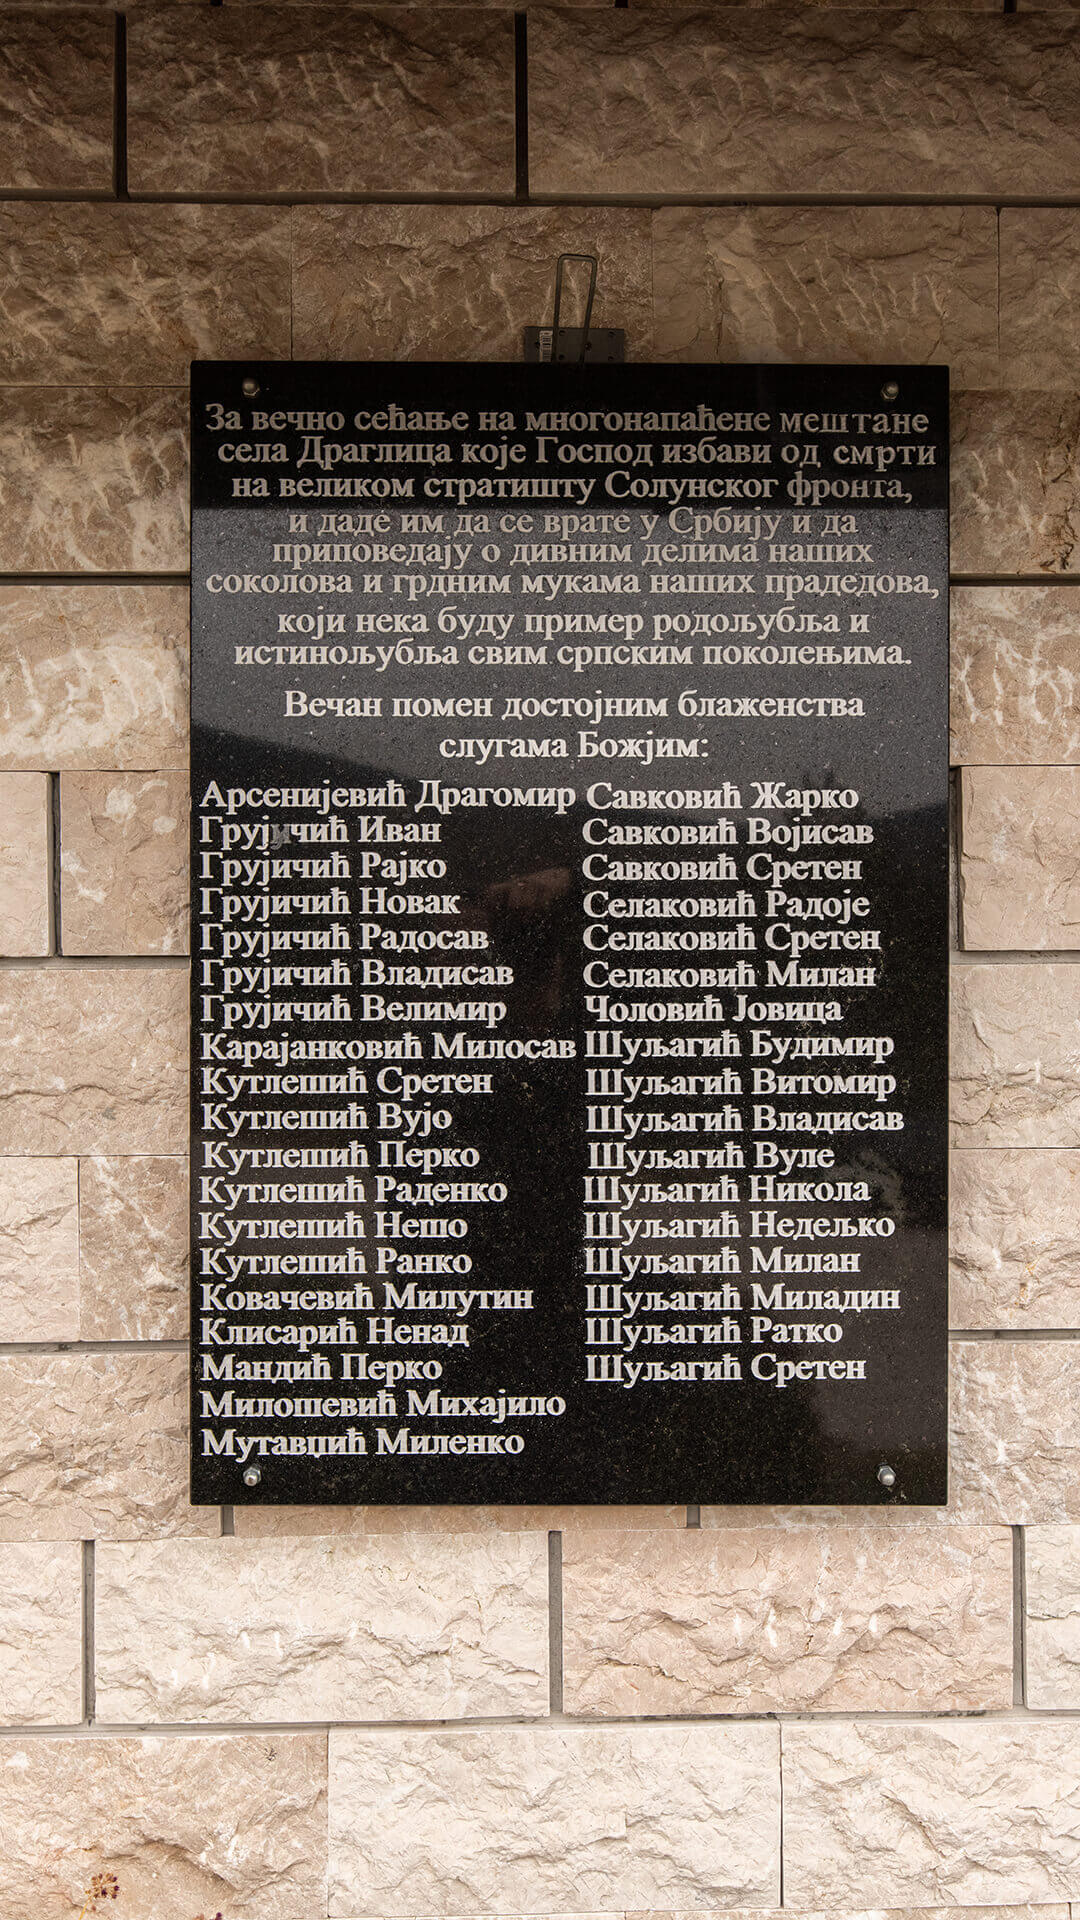 За вечно сећање на многонапаћене мештане
села Драглица које Господ избави од смрти
на великом стратишту Солунског фронта,
и даде им да се врате у Србију и да
приповедају о дивним делима наших
соколова и грдним мукама наших прадедова,
који нека буду пример родољубља и
истинољубља свим српским поколењима.
Вечан помен достојним блаженства
слугама Божјим:
Арсенијевић Драгомир
Грујичић Иван
Грујичић Рајко
Грујичић Новак
Грујичић Радосав
Грујичић Владисав
Грујичић Велимир
Карајанковић Милосав
Кутлешић Сретен
Кутлешић Вујо
Кутлешић Перко
Кутлешић Раденко
Кутлешић Нешо
Кутлешић Ранко
Ковачевић Милутин
Клисарић Ненад
Мандић Перко
Милошевић Михајило
Мутавџић Миленко
Савковић Жарко
Савковић Војисав
Савковић Сретен
Селаковић Радоје
Селаковић Сретен
Селаковић Милан
Чоловић Јовица
Шуљагић Будимир
Шуљагић Витомир
Шуљагић Владисав
Шуљагић Вуле
Шуљагић Никола
Шуљагић Недељко
Шуљагић Милан
Шуљагић Миладин
Шуљагић Ратко
Шуљагић Сретен